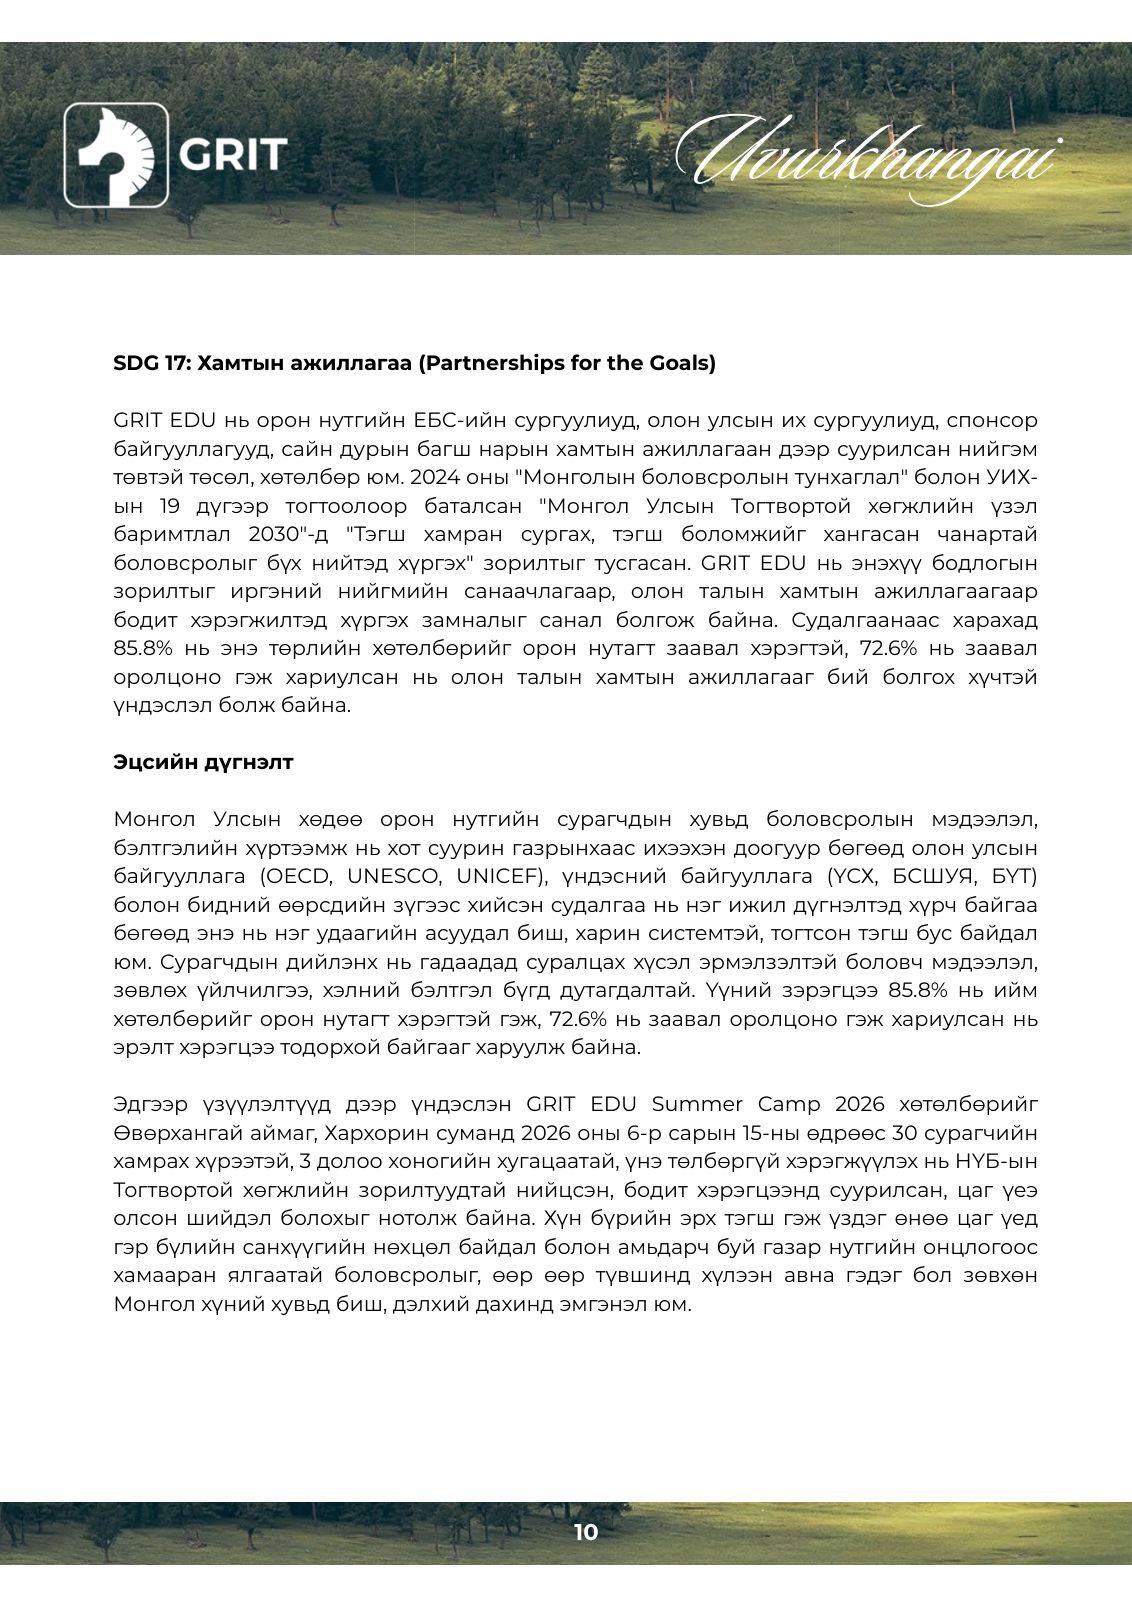 GRIT
Uvurkhangai
SDG 17: Хамтын ажиллагаа (Partnerships for the Goals)
GRIT EDU нь орон нутгийн ЕБС-ийн сургуулиуд, олон улсын их сургуулиуд, спонсор
байгууллагууд, сайн дурын багш нарын хамтын ажиллагаан дээр суурилсан нийгэм
төвтэй төсөл, хөтөлбөр юм. 2024 оны "Монголын боловсролын тунхаглал" болон УИХ-
ын 19 дүгээр тогтоолоор баталсан "Монгол Улсын Тогтвортой хөгжлийн үзэл
баримтлал 2030"-д "Тэгш хамран сургах, тэгш боломжийг хангасан чанартай
боловсролыг бүх нийтэд хүргэх" зорилтыг тусгасан. GRIT EDU нь энэхүү бодлогын
зорилтыг иргэний нийгмийн санаачлагаар, олон талын хамтын ажиллагаагаар
бодит хэрэгжилтэд хүргэх замналыг санал болгож байна. Судалгаанаас харахад
85.8% нь энэ төрлийн хөтөлбөрийг орон нутагт заавал хэрэгтэй, 72.6% нь заавал
оролцоно гэж хариулсан нь олон талын хамтын ажиллагааг бий болгох хүчтэй
үндэслэл болж байна.
Эцсийн дүгнэлт
Монгол Улсын хөдөө орон нутгийн сурагчдын хувьд боловсролын мэдээлэл,
бэлтгэлийн хүртээмж нь хот суурин газрынхаас ихээхэн доогуур бөгөөд олон улсын
байгууллага (OECD, UNESCO, UNICEF), үндэсний байгууллага (ҮСХ, БСШУЯ, БҮТ)
болон бидний өөрсдийн зүгээс хийсэн судалгаа нь нэг ижил дүгнэлтэд хүрч байгаа
бөгөөд энэ нь нэг удаагийн асуудал биш, харин системтэй, тогтсон тэгш бус байдал
юм. Сурагчдын дийлэнх нь гадаадад суралцах хүсэл эрмэлзэлтэй боловч мэдээлэл,
зөвлөх үйлчилгээ, хэлний бэлтгэл бүгд дутагдалтай. Үүний зэрэгцээ 85.8% нь ийм
хөтөлбөрийг орон нутагт хэрэгтэй гэж, 72.6% нь заавал оролцоно гэж хариулсан нь
эрэлт хэрэгцээ тодорхой байгааг харуулж байна.
Эдгээр үзүүлэлтүүд дээр үндэслэн GRIT EDU Summer Camp 2026 хөтөлбөрийг
Өвөрхангай аймаг, Хархорин суманд 2026 оны 6-р сарын 15-ны өдрөөс 30 сурагчийн
хамрах хүрээтэй, 3 долоо хоногийн хугацаатай, үнэ төлбөргүй хэрэгжүүлэх нь НҮБ-ын
Тогтвортой хөгжлийн зорилтуудтай нийцсэн, бодит хэрэгцээнд суурилсан, цаг үеэ
олсон шийдэл болохыг нотолж байна. Хүн бүрийн эрх тэгш гэж үздэг өнөө цаг үед
гэр бүлийн санхүүгийн нөхцөл байдал болон амьдарч буй газар нутгийн онцлогоос
хамааран ялгаатай боловсролыг, өөр өөр түвшинд хүлээн авна гэдэг бол зөвхөн
Монгол хүний хувьд биш, дэлхий дахинд эмгэнэл юм.
10